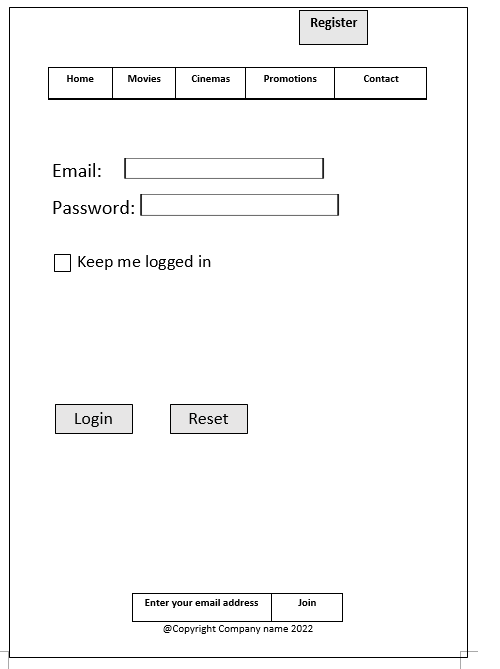 Register
Home Movies Cinemas Promotions Contact
Email:
Password:
Keep me logged in
Login Reset
Enter your email address Join
@Copyright Company name 2022